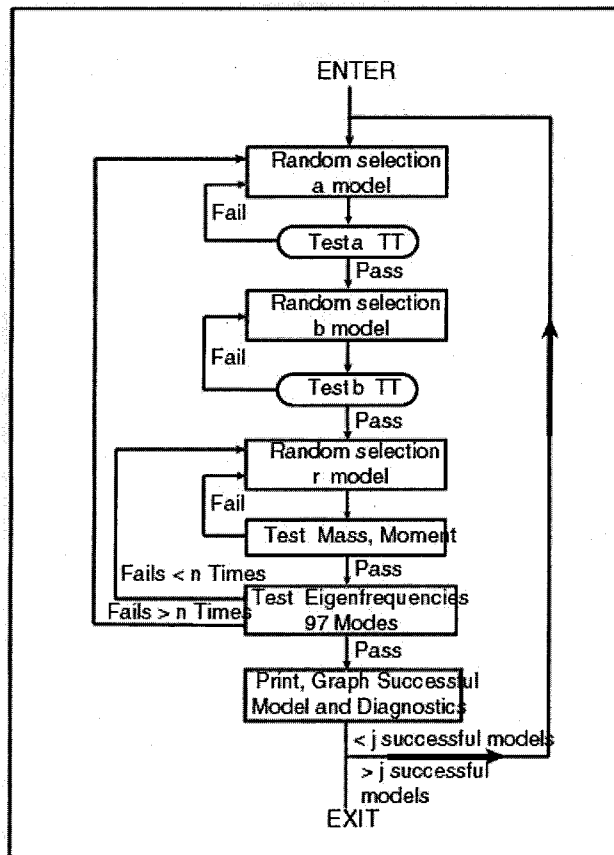 ENTER
Random selection
a model
Fail
Test a TT
Pass
Random selection
b model
Fail
Test b TT
Pass
Random selection
r model
Fail
Test Mass, Moment
Pass
Fails < n Times
Fails > n Times
Test Eigenfrequencies
97 Modes
Pass
Print, Graph Successful
Model and Diagnostics
< j successful models
> j successful
models
EXIT